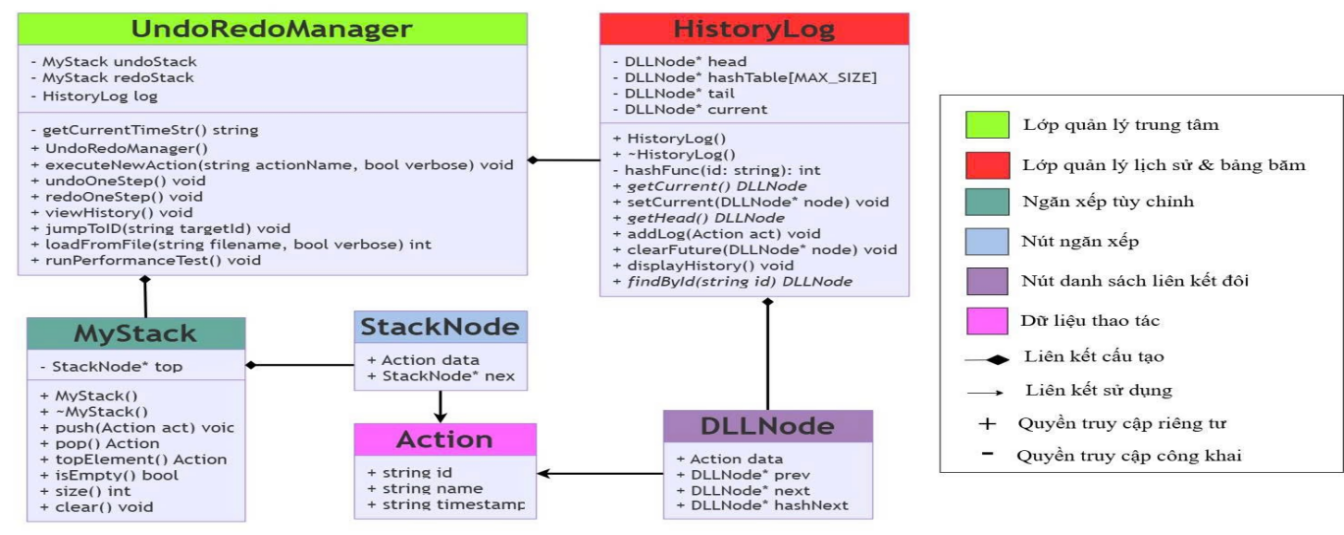 UndoRedoManager
- MyStack undoStack
- MyStack redoStack
- HistoryLog log
- getCurrentTimeStr() string
+ UndoRedoManager()
+ executeNewAction(string actionName, bool verbose) void
+ undoOneStep() void
+ redoOneStep() void
+ viewHistory() void
+ jumpToID(string targetId) void
+ loadFromFile(string filename, bool verbose) int
+ runPerformanceTest() void
HistoryLog
- DLLNode* head
- DLLNode* hashTable[MAX_SIZE]
- DLLNode* tail
- DLLNode* current
+ HistoryLog()
+ ~HistoryLog()
- hashFunc(id: string): int
+ getCurrent() DLLNode
+ setCurrent(DLLNode* node) void
+ getHead() DLLNode
+ addLog(Action act) void
+ clearFuture(DLLNode* node) void
+ displayHistory() void
+ findById(string id) DLLNode
MyStack
- StackNode* top
+ MyStack()
+ ~MyStack()
+ push(Action act) voic
+ pop() Action
+ topElement() Action
+ isEmpty() bool
+ size() int
+ clear() void
StackNode
+ Action data
+ StackNode* nex
Action
+ string id
+ string name
+ string timestamp
DLLNode
+ Action data
+ DLLNode* prev
+ DLLNode* next
+ DLLNode* hashNext
Lớp quản lý trung tâm
Lớp quản lý lịch sử & bảng băm
Ngăn xếp tùy chỉnh
Nút ngăn xếp
Nút danh sách liên kết đôi
Dữ liệu thao tác
Liên kết cấu tạo
Liên kết sử dụng
+ Quyền truy cập riêng tư
- Quyền truy cập công khai